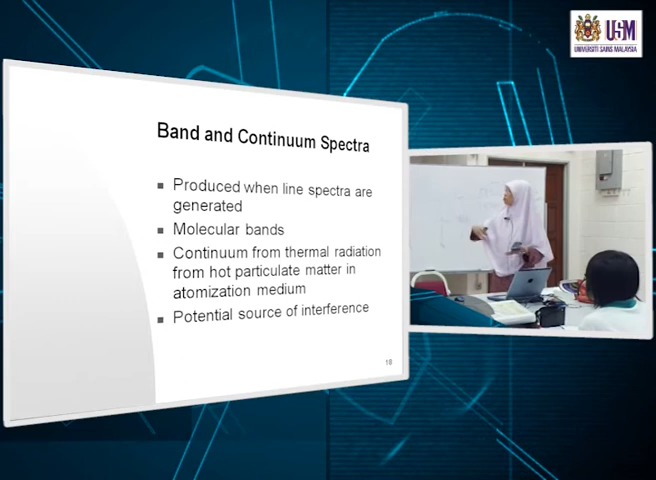 USM
UNIVERSITI SAINS MALAYSIA
Band and Continuum Spectra
Produced when line spectra are
generated
Molecular bands
Continuum from thermal radiation
from hot particulate matter in
atomization medium
Potential source of interference
18